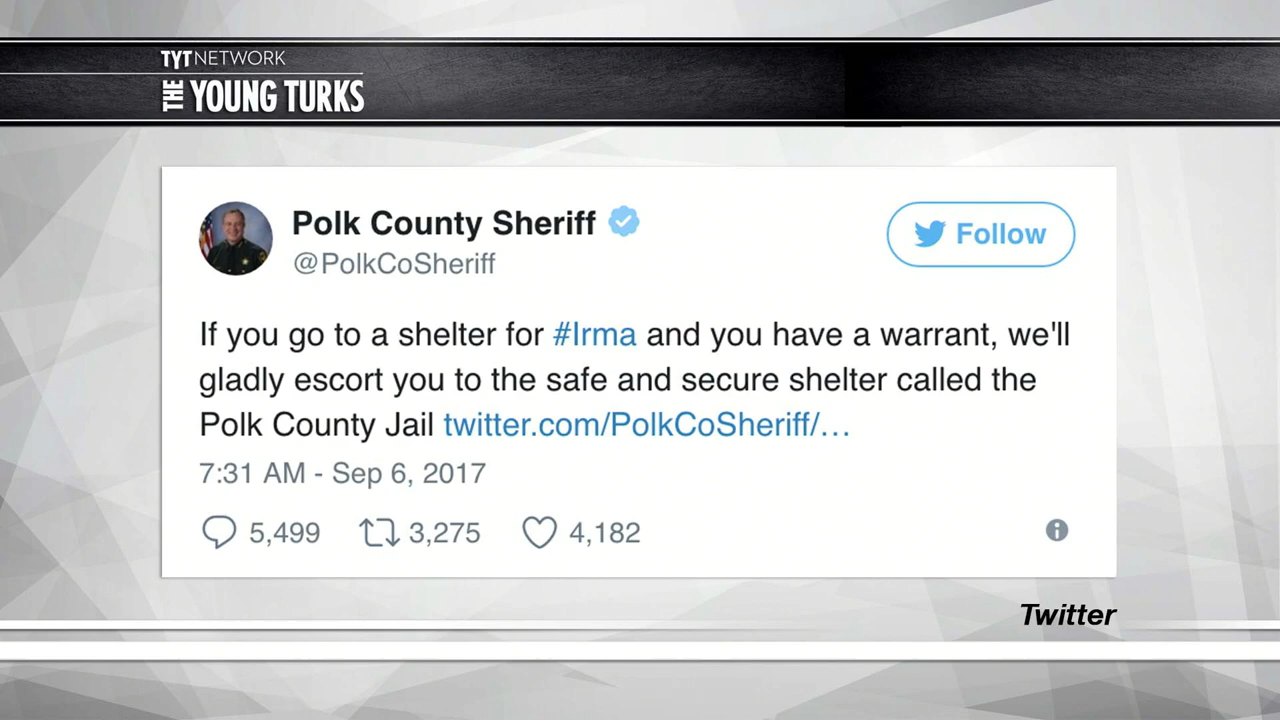 TYT NETWORK
THE YOUNG TURKS
Polk County Sheriff
Follow
@PolkCoSheriff
If you go to a shelter for #Irma and you have a warrant, we'll
gladly escort you to the safe and secure shelter called the
Polk County Jail twitter.com/PolkCoSheriff/…
7:31 AM - Sep 6, 2017
5,499 3,275 4,182
Twitter